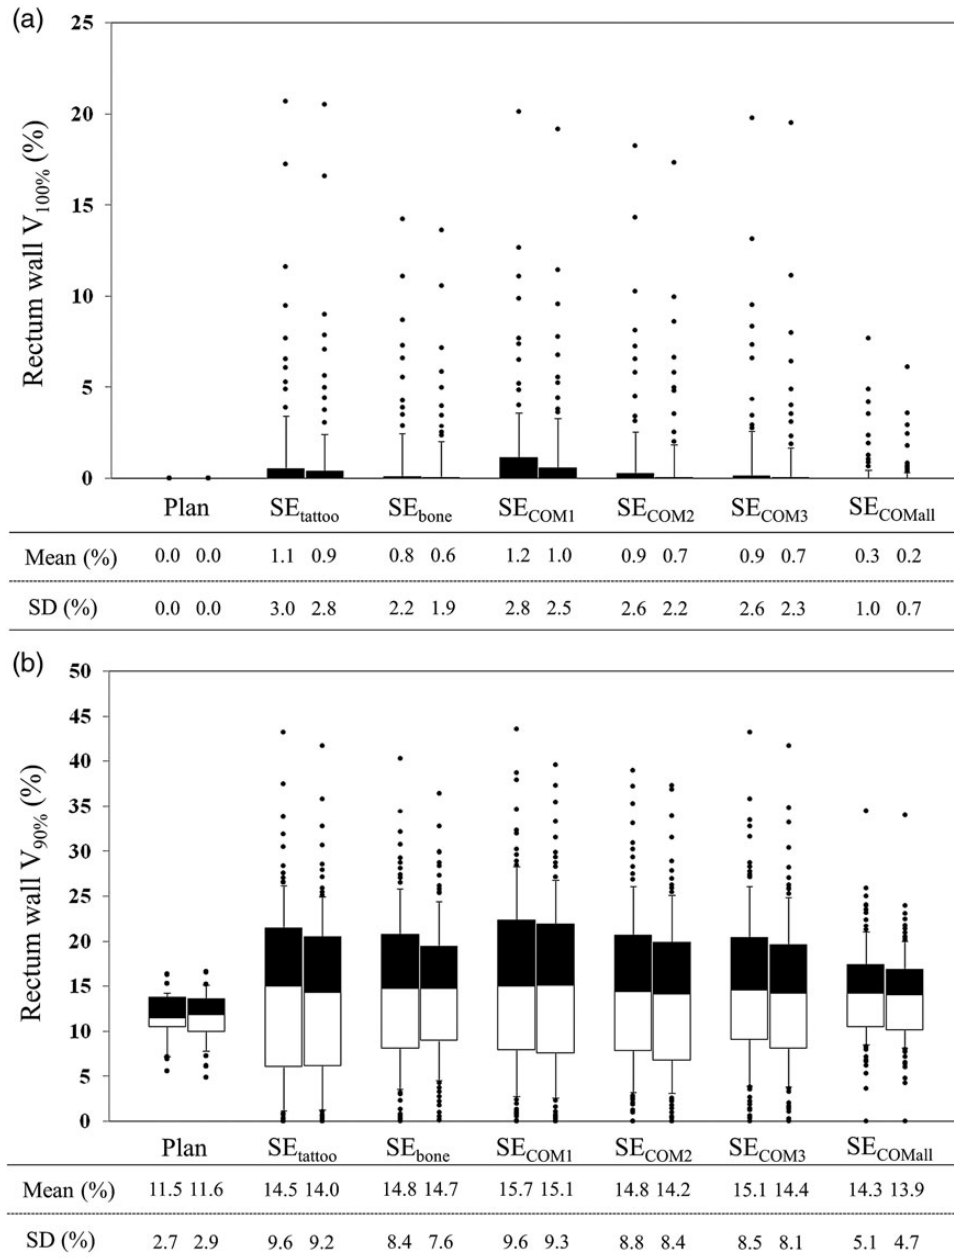 (a)
25
20
15
10
5
0
Rectum wall V100% (%)
Plan SEtattoo SEbone SECOM1 SECOM2 SECOM3 SECOMall
Mean (%) 0.0 0.0 1.1 0.9 0.8 0.6 1.2 1.0 0.9 0.7 0.9 0.7 0.3 0.2
SD (%) 0.0 0.0 3.0 2.8 2.2 1.9 2.8 2.5 2.6 2.2 2.6 2.3 1.0 0.7
(b)
50
45
40
35
30
25
20
15
10
5
0
Rectum wall V90% (%)
Plan SEtattoo SEbone SECOM1 SECOM2 SECOM3 SECOMall
Mean (%) 11.5 11.6 14.5 14.0 14.8 14.7 15.7 15.1 14.8 14.2 15.1 14.4 14.3 13.9
SD (%) 2.7 2.9 9.6 9.2 8.4 7.6 9.6 9.3 8.8 8.4 8.5 8.1 5.1 4.7